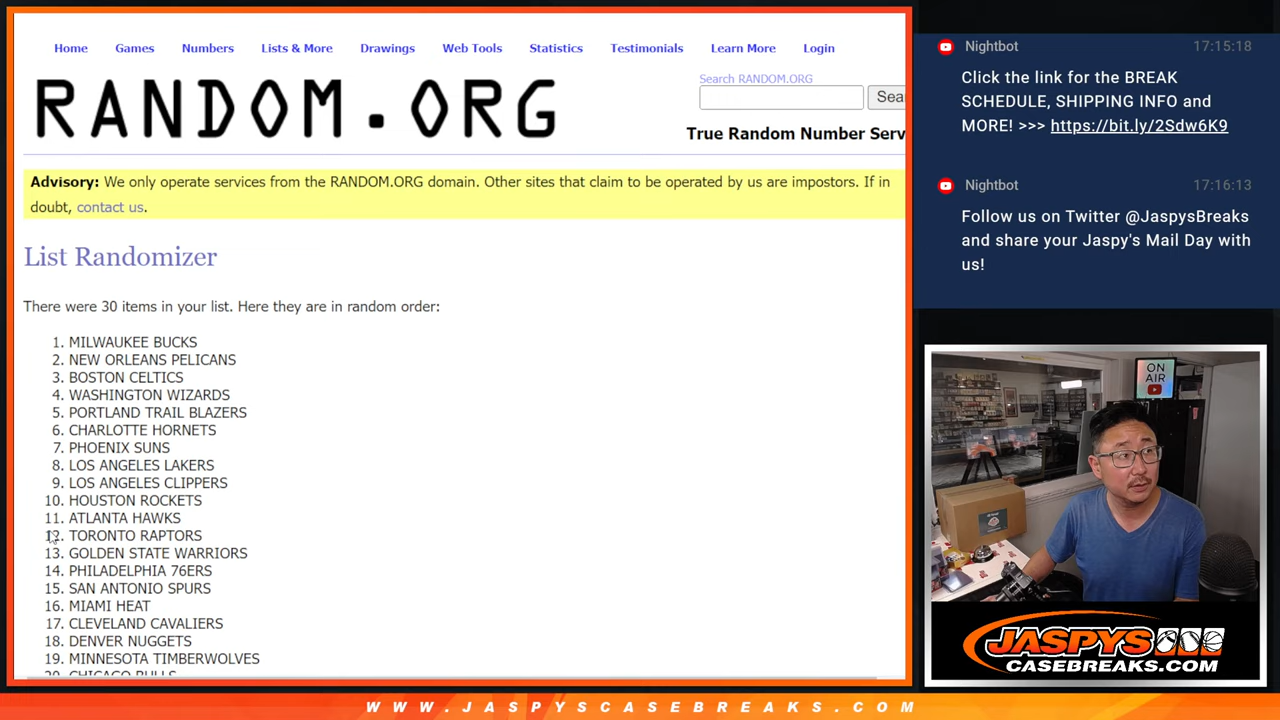 Home Games Numbers Lists & More Drawings Web Tools Statistics Testimonials Learn More Login
RANDOM.ORG
Search RANDOM.ORG
Sea
True Random Number Serv
Advisory: We only operate services from the RANDOM.ORG domain. Other sites that claim to be operated by us are impostors. If in
doubt, contact us.
List Randomizer
There were 30 items in your list. Here they are in random order:
1. MILWAUKEE BUCKS
2. NEW ORLEANS PELICANS
3. BOSTON CELTICS
4. WASHINGTON WIZARDS
5. PORTLAND TRAIL BLAZERS
6. CHARLOTTE HORNETS
7. PHOENIX SUNS
8. LOS ANGELES LAKERS
9. LOS ANGELES CLIPPERS
10. HOUSTON ROCKETS
11. ATLANTA HAWKS
12. TORONTO RAPTORS
13. GOLDEN STATE WARRIORS
14. PHILADELPHIA 76ERS
15. SAN ANTONIO SPURS
16. MIAMI HEAT
17. CLEVELAND CAVALIERS
18. DENVER NUGGETS
19. MINNESOTA TIMBERWOLVES
20. CHICAGO BULLS
Nightbot 17:15:18
Click the link for the BREAK
SCHEDULE, SHIPPING INFO and
MORE! >>> https://bit.ly/2Sdw6K9
Nightbot 17:16:13
Follow us on Twitter @JaspysBreaks
and share your Jaspy's Mail Day with
us!
ON
AIR
JASPYS
CASEBREAKS.COM
WWW.JASPYSCASEBREAKS.COM